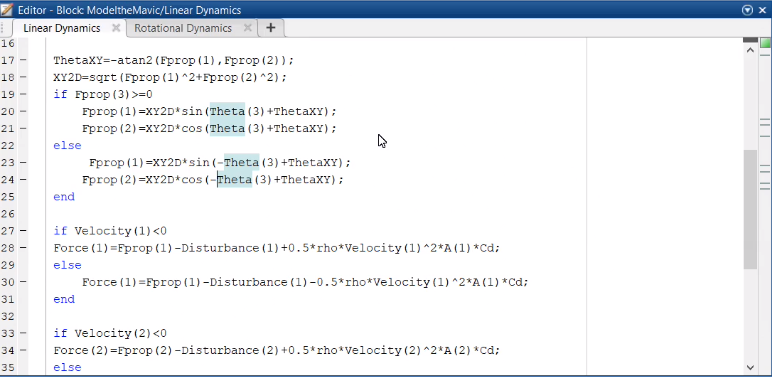 Editor - Block: ModeltheMavic/Linear Dynamics
Linear Dynamics × Rotational Dynamics × +
16
17 – ThetaXY=-atan2(Fprop(1),Fprop(2));
18 – XY2D=sqrt(Fprop(1)^2+Fprop(2)^2);
19 – if Fprop(3)>=0
20 – Fprop(1)=XY2D*sin(Theta(3)+ThetaXY);
21 – Fprop(2)=XY2D*cos(Theta(3)+ThetaXY);
22 else
23 – Fprop(1)=XY2D*sin(-Theta(3)+ThetaXY);
24 – Fprop(2)=XY2D*cos(-Theta(3)+ThetaXY);
25 end
26
27 – if Velocity(1)<0
28 – Force(1)=Fprop(1)-Disturbance(1)+0.5*rho*Velocity(1)^2*A(1)*Cd;
29 else
30 – Force(1)=Fprop(1)-Disturbance(1)-0.5*rho*Velocity(1)^2*A(1)*Cd;
31 end
32
33 – if Velocity(2)<0
34 – Force(2)=Fprop(2)-Disturbance(2)+0.5*rho*Velocity(2)^2*A(2)*Cd;
35 else